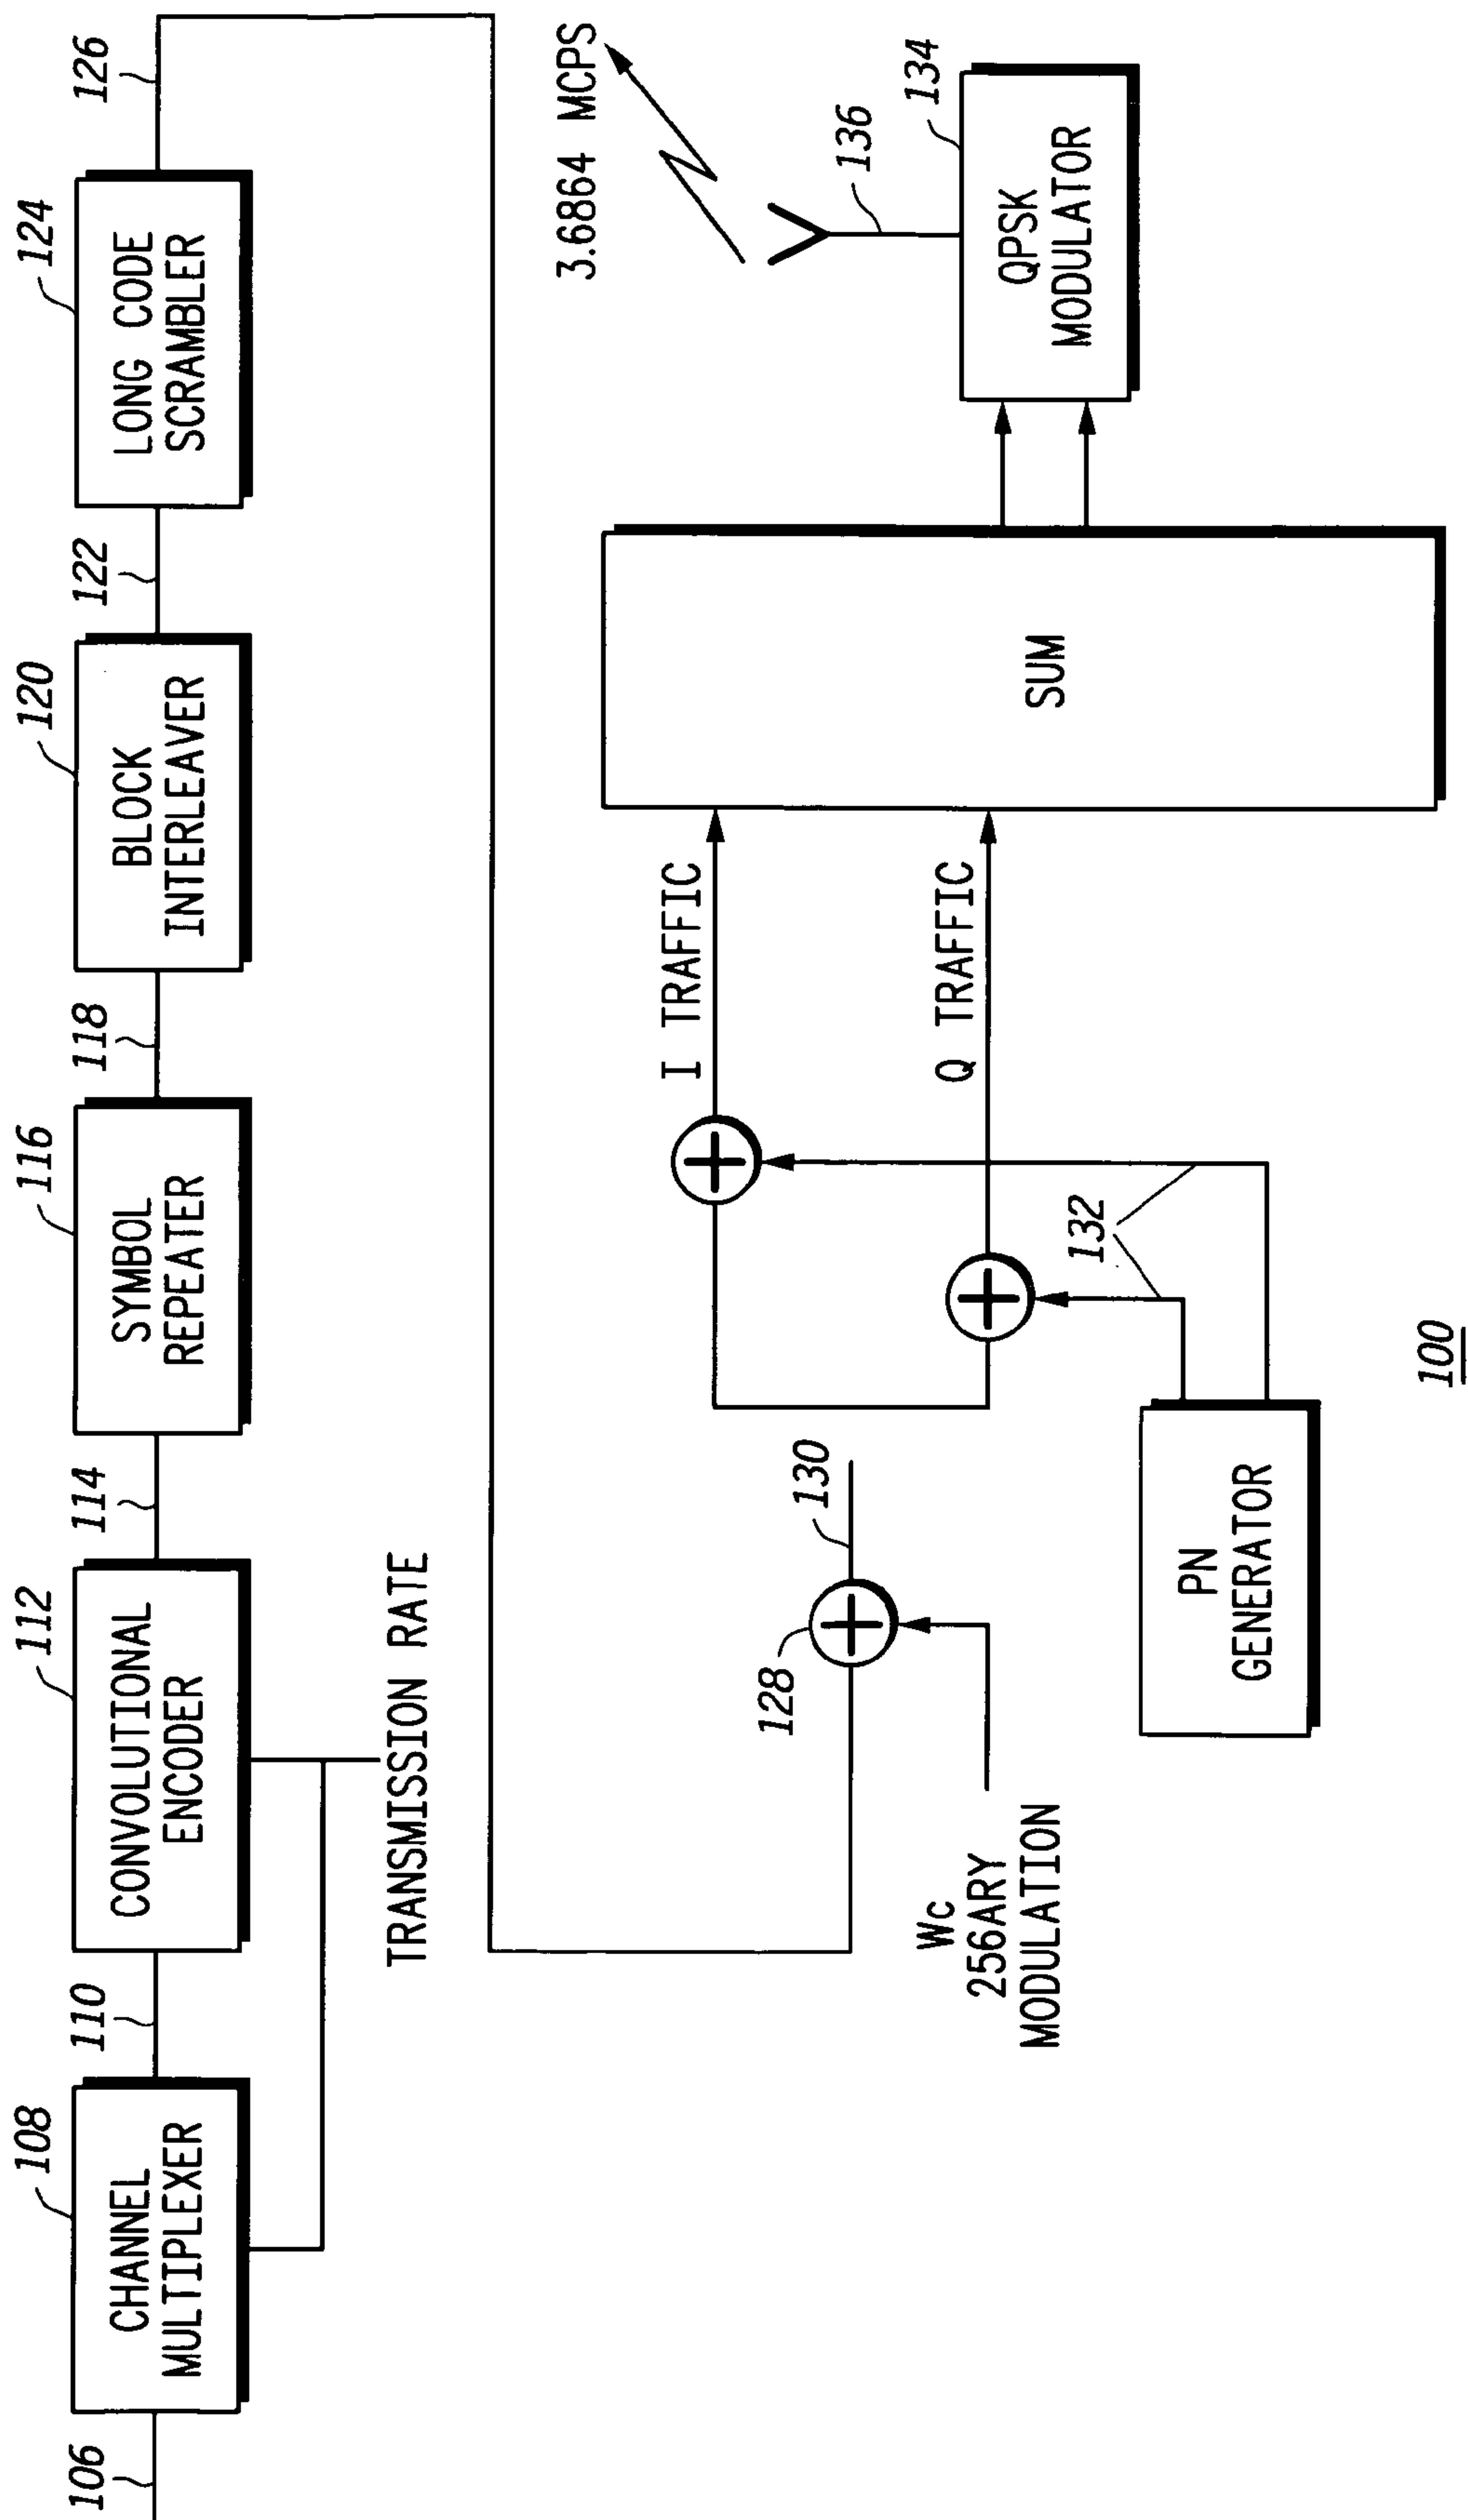 106
108
CHANNEL
MULTIPLEXER
110
112
CONVOLUTIONAL
ENCODER
114
116
SYMBOL
REPEATER
118
120
BLOCK
INTERLEAVER
122
124
LONG CODE
SCRAMBLER
126
TRANSMISSION RATE
3.6864 MCPS
128
130
Wc
256ARY
MODULATION
I TRAFFIC
Q TRAFFIC
132
PN
GENERATOR
SUM
136
134
QPSK
MODULATOR
100